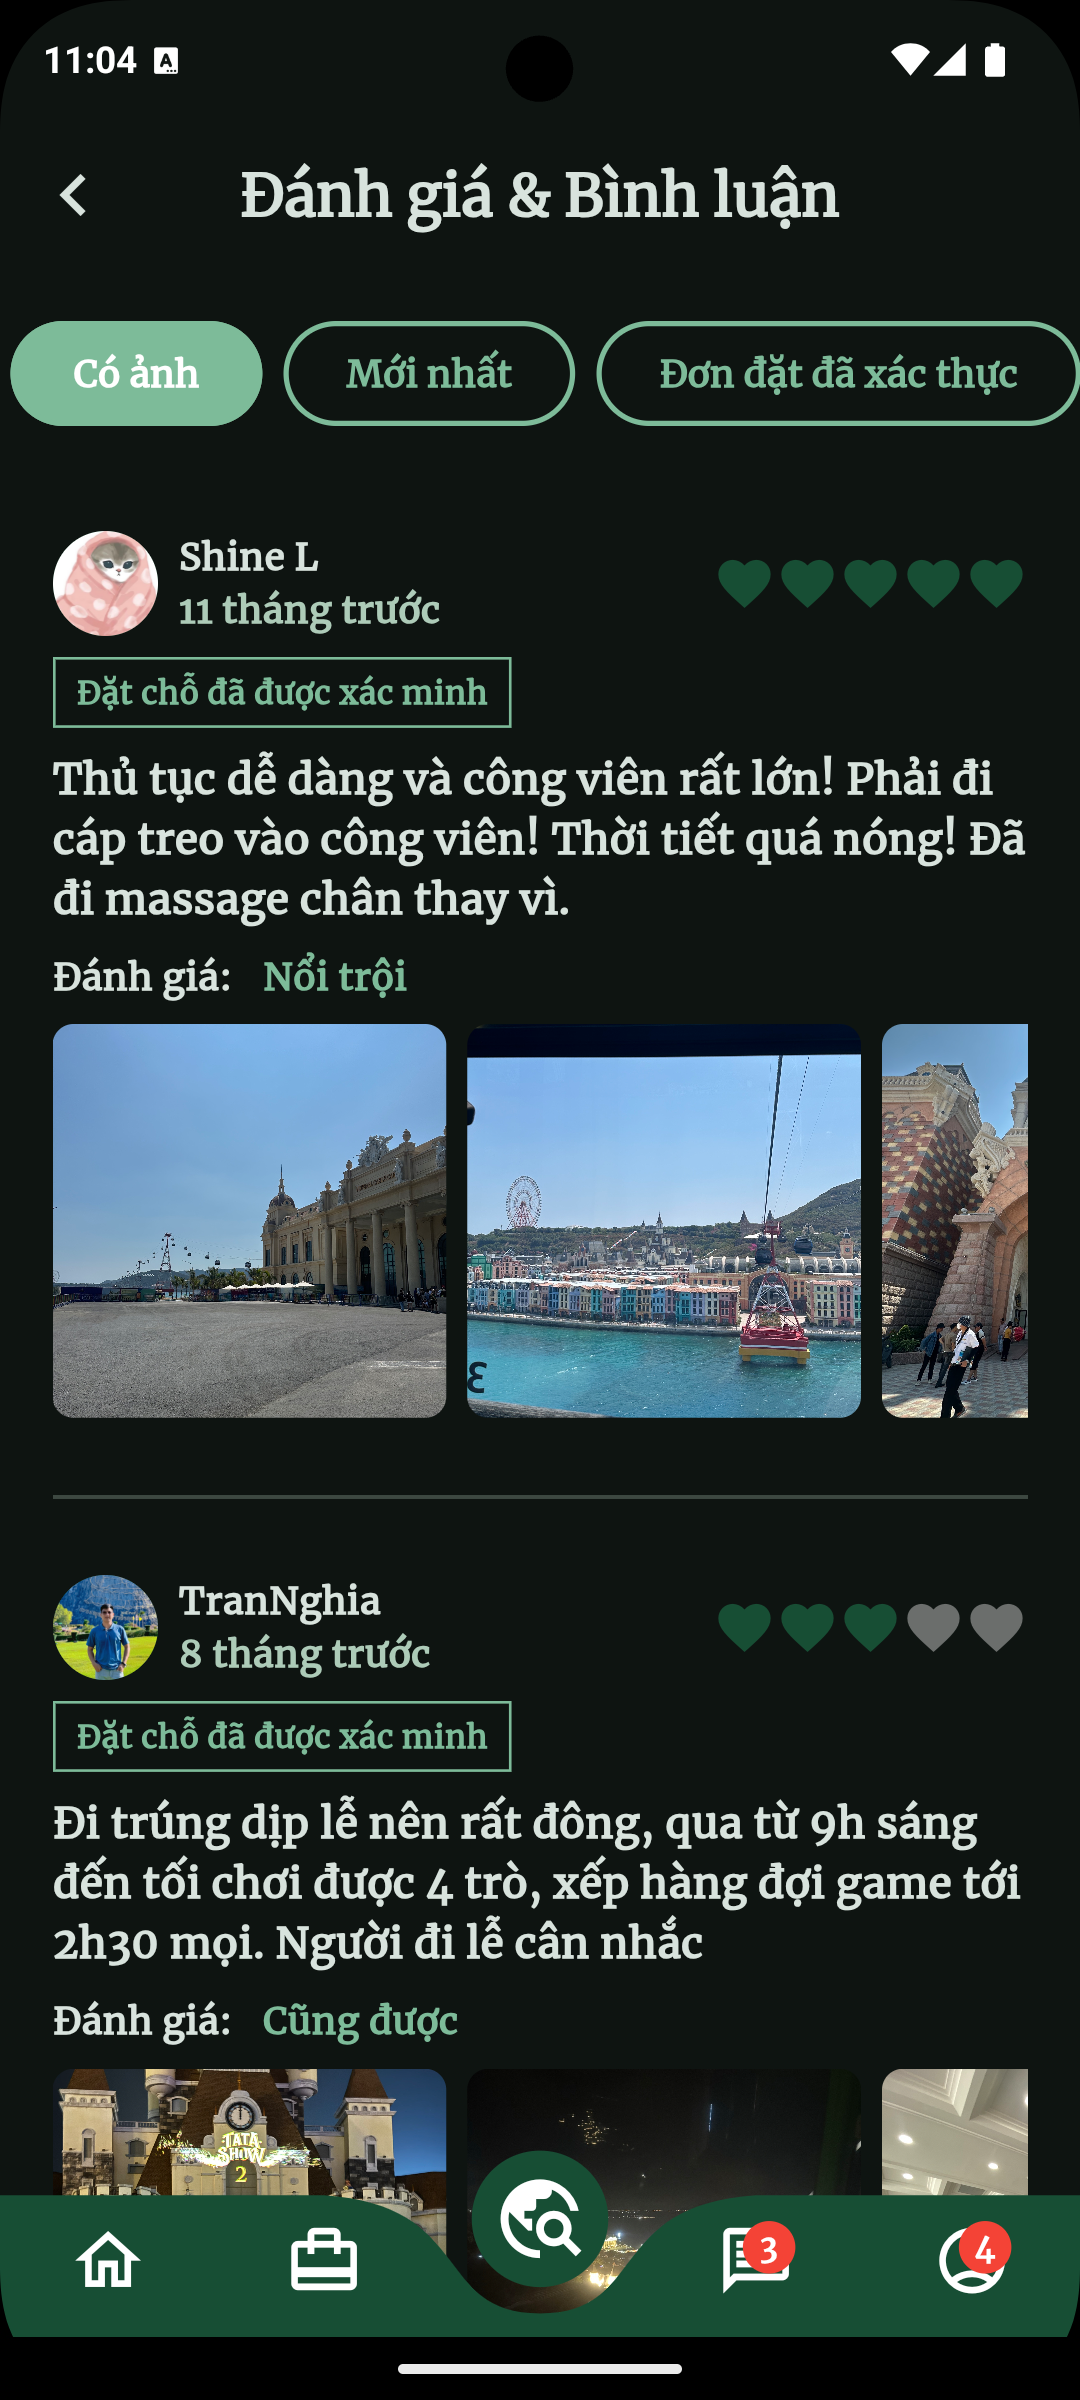 11:04
Đánh giá & Bình luận
Có ảnh
Mới nhất
Đơn đặt đã xác thực
Shine L
11 tháng trước
Đặt chỗ đã được xác minh
Thủ tục dễ dàng và công viên rất lớn! Phải đi
cáp treo vào công viên! Thời tiết quá nóng! Đã
đi massage chân thay vì.
Đánh giá: Nổi trội
TranNghia
8 tháng trước
Đặt chỗ đã được xác minh
Đi trúng dịp lễ nên rất đông, qua từ 9h sáng
đến tối chơi được 4 trò, xếp hàng đợi game tới
2h30 mọi. Người đi lễ cân nhắc
Đánh giá: Cũng được
TATA
SHOW
2
3
4